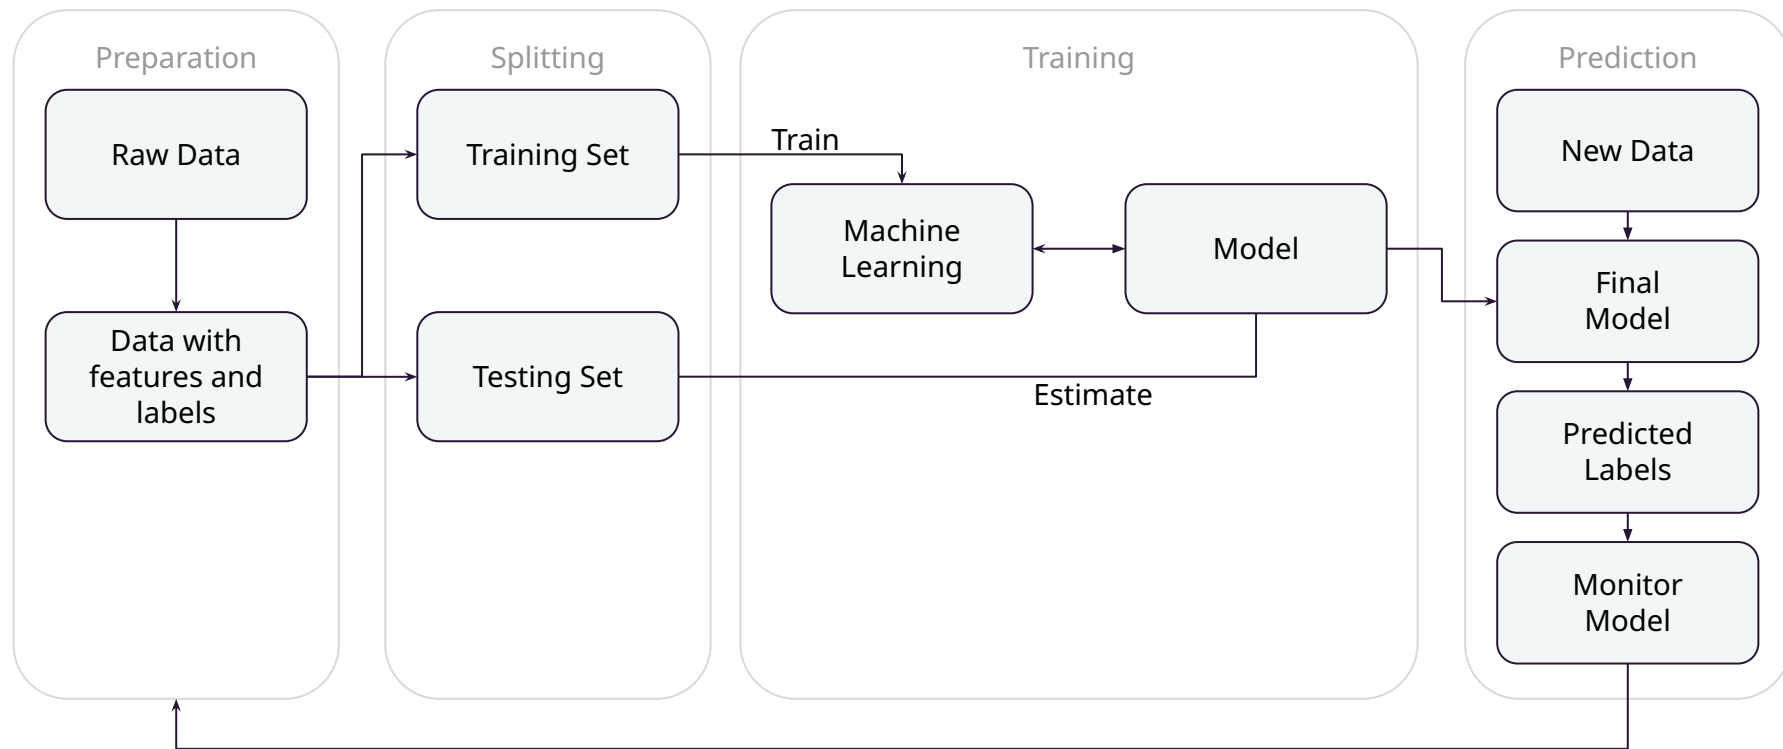 Preparation
Raw Data
Data with
features and
labels
Splitting
Training Set
Testing Set
Training
Train
Machine
Learning
Model
Estimate
Prediction
New Data
Final
Model
Predicted
Labels
Monitor
Model